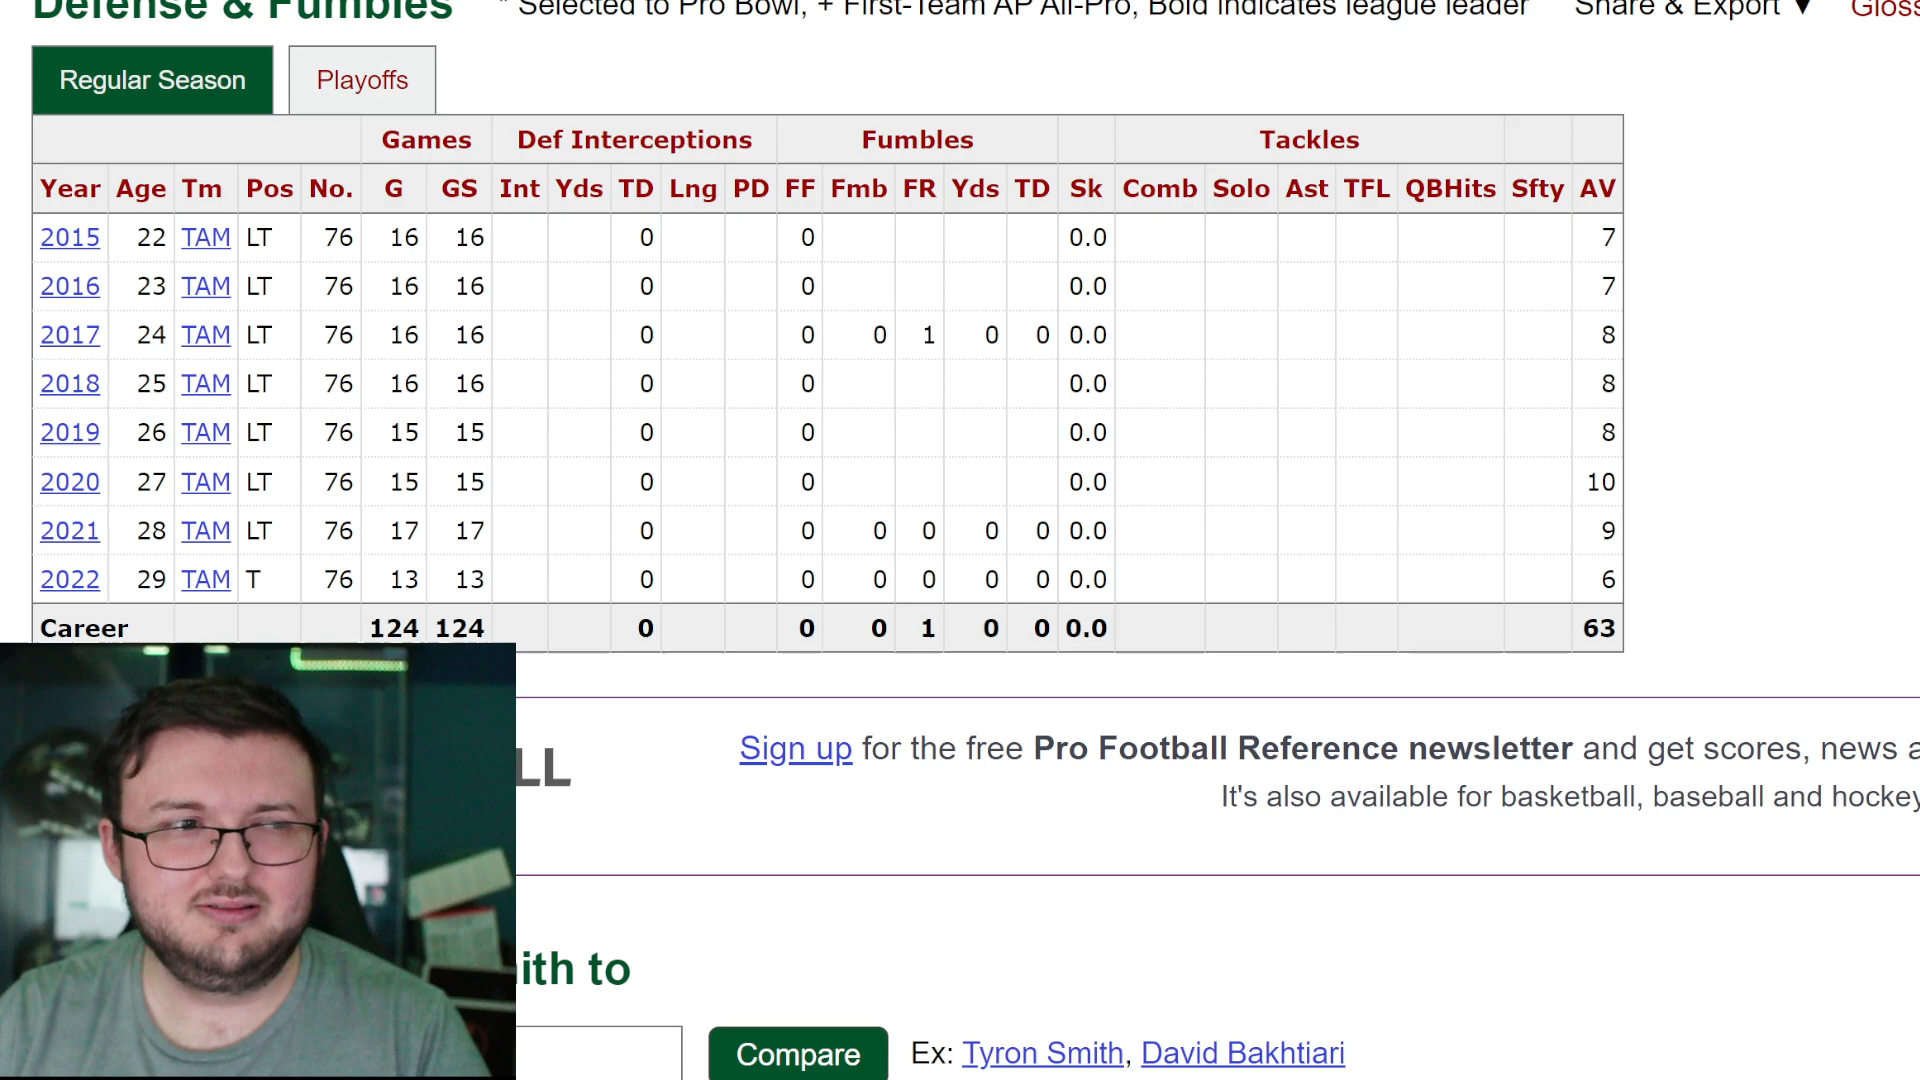 Defense & Fumbles * Selected to Pro Bowl, + First-Team AP All-Pro, Bold indicates league leader Share & Export ▼
Regular Season Playoffs
Games Def Interceptions Fumbles Tackles
Year Age Tm Pos No. G GS Int Yds TD Lng PD FF Fmb FR Yds TD Sk Comb Solo Ast TFL QBHits Sfty AV
2015 22 TAM LT 76 16 16 0 0 0.0 7
2016 23 TAM LT 76 16 16 0 0 0.0 7
2017 24 TAM LT 76 16 16 0 0 0 1 0 0 0.0 8
2018 25 TAM LT 76 16 16 0 0 0.0 8
2019 26 TAM LT 76 15 15 0 0 0.0 8
2020 27 TAM LT 76 15 15 0 0 0.0 10
2021 28 TAM LT 76 17 17 0 0 0 0 0 0 0.0 9
2022 29 TAM T 76 13 13 0 0 0 0 0 0 0.0 6
Career 124 124 0 0 0 1 0 0 0.0 63
LL Sign up for the free Pro Football Reference newsletter and get scores, news
It's also available for basketball, baseball and hockey
ith to
Compare Ex: Tyron Smith, David Bakhtiari